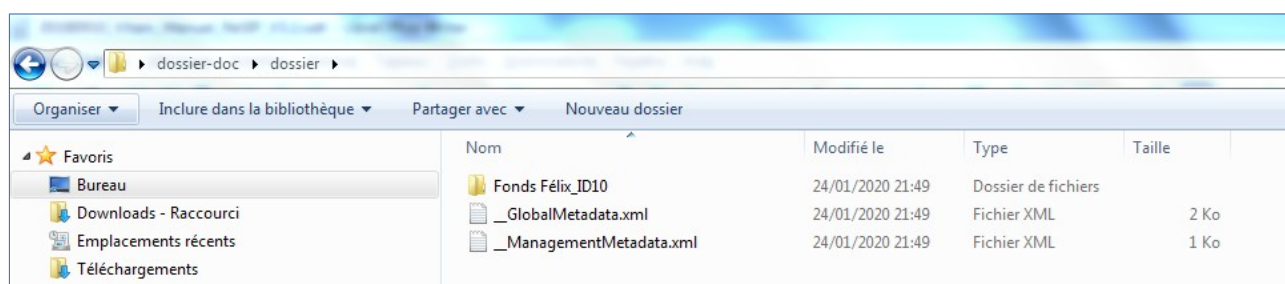 dossier-doc dossier
Organiser Inclure dans la bibliothèque Partager avec Nouveau dossier
Favoris
Bureau
Downloads - Raccourci
Emplacements récents
Téléchargements
Nom Modifié le Type Taille
Fonds Félix_ID10 24/01/2020 21:49 Dossier de fichiers
__GlobalMetadata.xml 24/01/2020 21:49 Fichier XML 2 Ko
__ManagementMetadata.xml 24/01/2020 21:49 Fichier XML 1 Ko